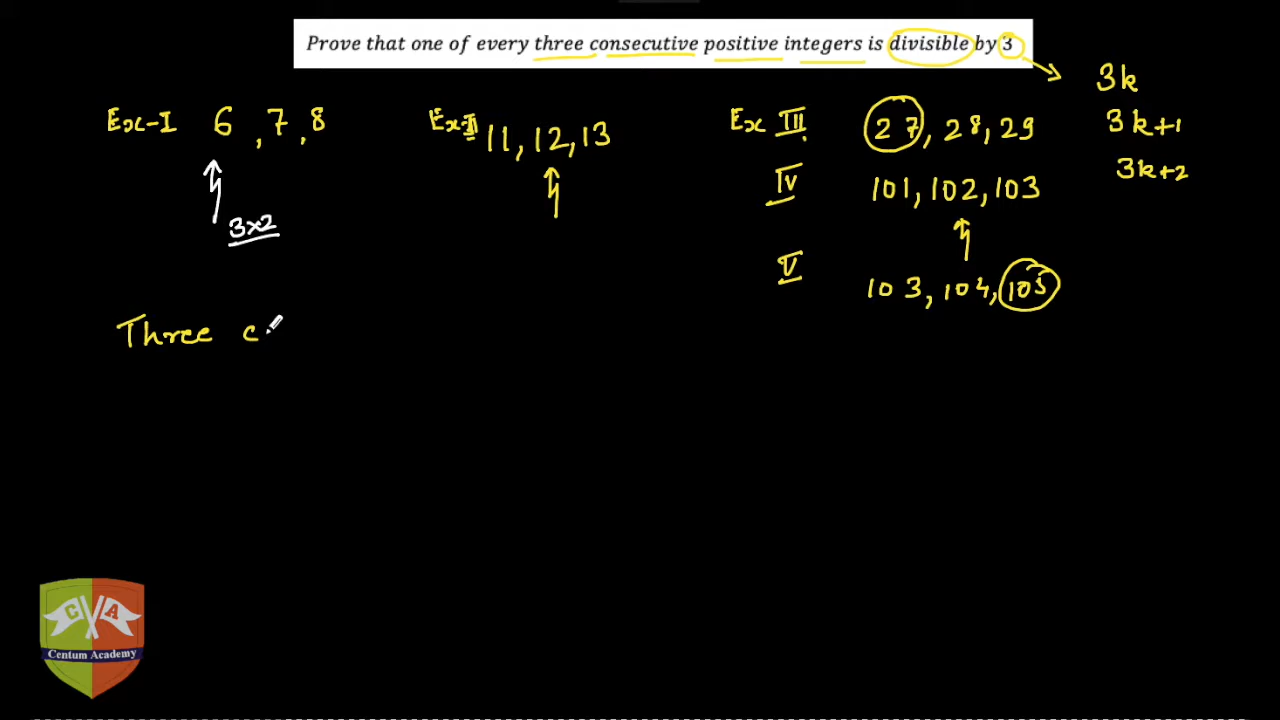 Prove that one of every three consecutive positive integers is divisible by 3
3k
Ex-I 6, 7, 8
Ex-II 11, 12, 13
Ex III 27, 28, 29
3k+1
3k+2
IV 101, 102, 103
3×2
V 103, 104, 105
Three c
C A
Centum Academy